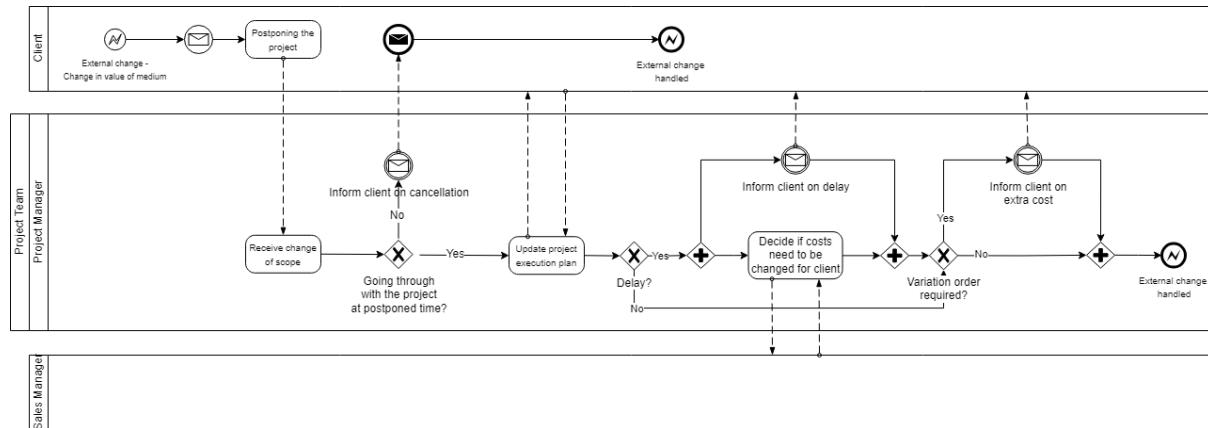 Client
External change -
Change in value of medium
Postponing the
project
External change
handled
Project Team
Project Manager
Inform client on cancellation
No
Receive change
of scope
Going through
with the project
at postponed time?
Yes
Update project
execution plan
Delay?
Yes
No
Inform client on delay
Decide if costs
need to be
changed for client
Variation order
required?
Yes
No
Inform client on
extra cost
External change
handled
Sales Manager